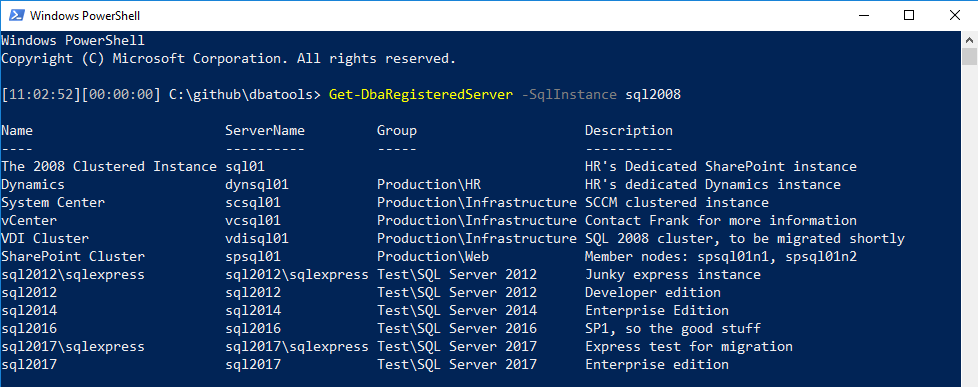 Windows PowerShell
Windows PowerShell
Copyright (C) Microsoft Corporation. All rights reserved.
[11:02:52][00:00:00] C:\github\dbatools> Get-DbaRegisteredServer -SqlInstance sql2008
Name ServerName Group Description
---- ---------- ----- -----------
The 2008 Clustered Instance sql01 HR's Dedicated SharePoint instance
Dynamics dynsql01 Production\HR HR's dedicated Dynamics instance
System Center scsql01 Production\Infrastructure SCCM clustered instance
vCenter vcsql01 Production\Infrastructure Contact Frank for more information
VDI Cluster vdisql01 Production\Infrastructure SQL 2008 cluster, to be migrated shortly
SharePoint Cluster spsql01 Production\Web Member nodes: spsql01n1, spsql01n2
sql2012\sqlexpress sql2012\sqlexpress Test\SQL Server 2012 Junky express instance
sql2012 sql2012 Test\SQL Server 2012 Developer edition
sql2014 sql2014 Test\SQL Server 2014 Enterprise Edition
sql2016 sql2016 Test\SQL Server 2016 SP1, so the good stuff
sql2017\sqlexpress sql2017\sqlexpress Test\SQL Server 2017 Express test for migration
sql2017 sql2017 Test\SQL Server 2017 Enterprise edition